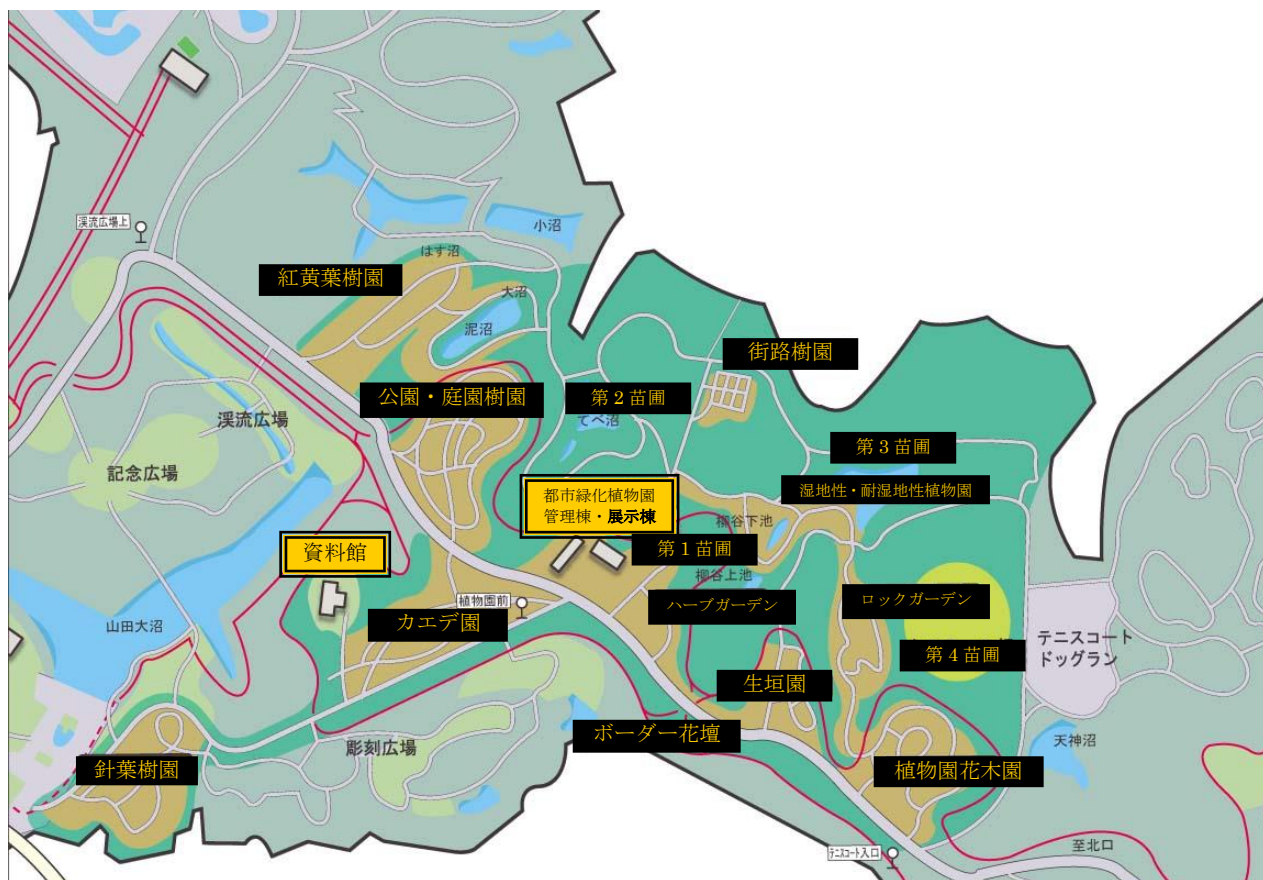 渓流広場上
小沼
はす沼
紅黄葉樹園
大沼
泥沼
街路樹園
公園・庭園樹園
第2苗圃
てべ沼
渓流広場
第3苗圃
記念広場
都市緑化植物園
管理棟・展示棟
湿地性・耐湿地性植物園
柳谷下池
資料館
第1苗圃
柳谷上池
植物園前
ハーブガーデン
ロックガーデン
カエデ園
山田大沼
テニスコート
ドッグラン
第4苗圃
生垣園
ボーダー花壇
天神沼
彫刻広場
針葉樹園
植物園花木園
至北口
テニスコート入口